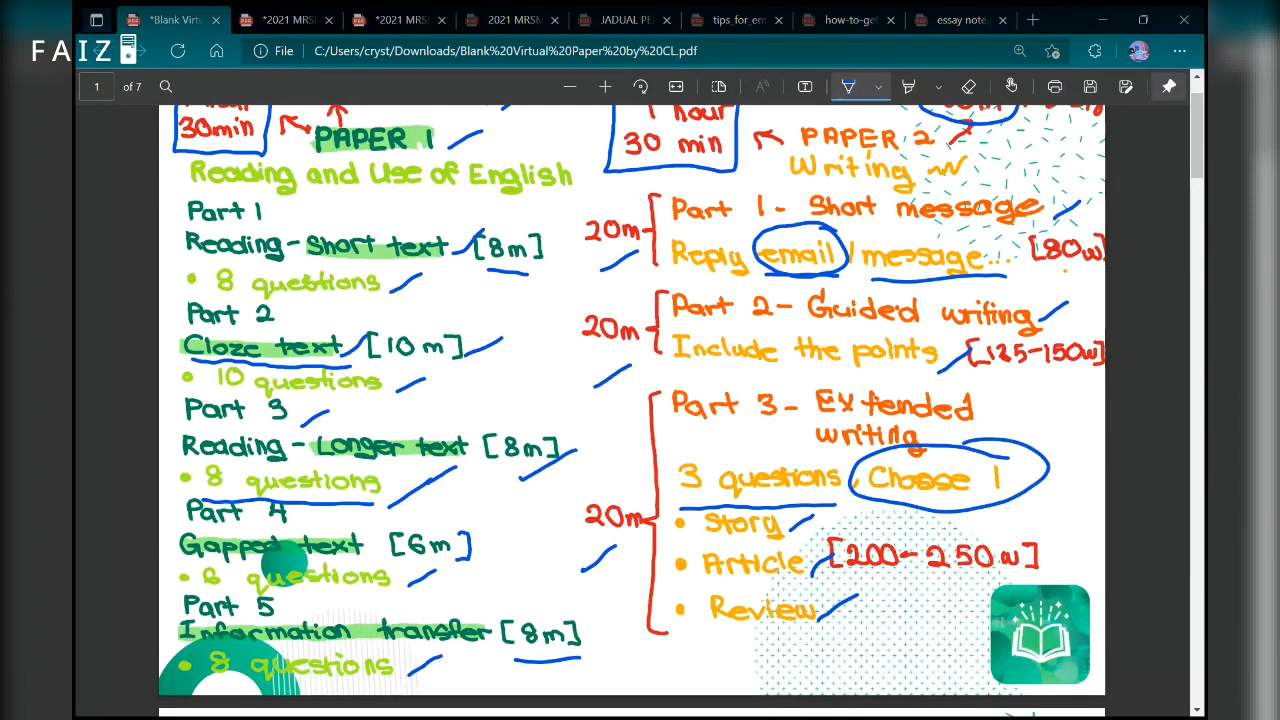 *Blank Virtu
*2021 MRSM
*2021 MRSM
2021 MRSM
JADUAL PE
tips_for_em
how-to-get
essay note.
FAIZ
File
C:/Users/cryst/Downloads/Blank%20Virtual%20Paper%20by%20CL.pdf
1 of 7
30min
PAPER 1
Reading and Use of English
Part 1
Reading - Short text [8m]
• 8 questions
Part 2
Cloze text [10m]
• 10 questions
Part 3
Reading - Longer text [8m]
• 8 questions
Part 4
Gapped text [6m]
questions
Part 5
Information transfer [8m]
• 8 questions
1 hour
30 min
PAPER 2
Writing
20m
Part 1 - Short message
Reply email / message... [80w]
20m
Part 2 - Guided writing
Include the points [125-150w]
20m
Part 3 - Extended
writing
3 questions, Choose 1
• Story
• Article [200-250w]
• Review